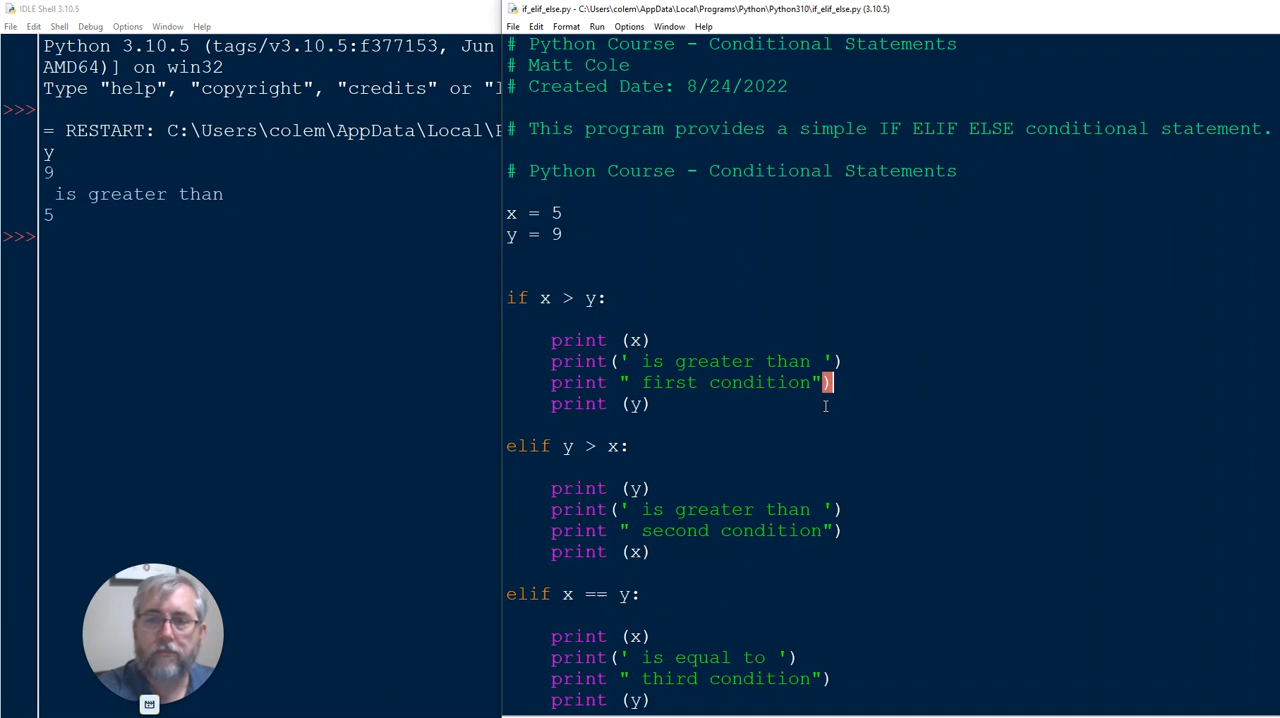 IDLE Shell 3.10.5
File Edit Shell Debug Options Window Help
Python 3.10.5 (tags/v3.10.5:f377153, Jun
AMD64)] on win32
Type "help", "copyright", "credits" or "l
>>>
= RESTART: C:\Users\colem\AppData\Local\P
y
9
 is greater than
5
>>>
if_elif_else.py - C:\Users\colem\AppData\Local\Programs\Python\Python310\if_elif_else.py (3.10.5)
File Edit Format Run Options Window Help
# Python Course - Conditional Statements
# Matt Cole
# Created Date: 8/24/2022
# This program provides a simple IF ELIF ELSE conditional statement.
# Python Course - Conditional Statements
x = 5
y = 9
if x > y:
    print (x)
    print(' is greater than ')
    print " first condition")
    print (y)
elif y > x:
    print (y)
    print(' is greater than ')
    print " second condition")
    print (x)
elif x == y:
    print (x)
    print(' is equal to ')
    print " third condition")
    print (y)